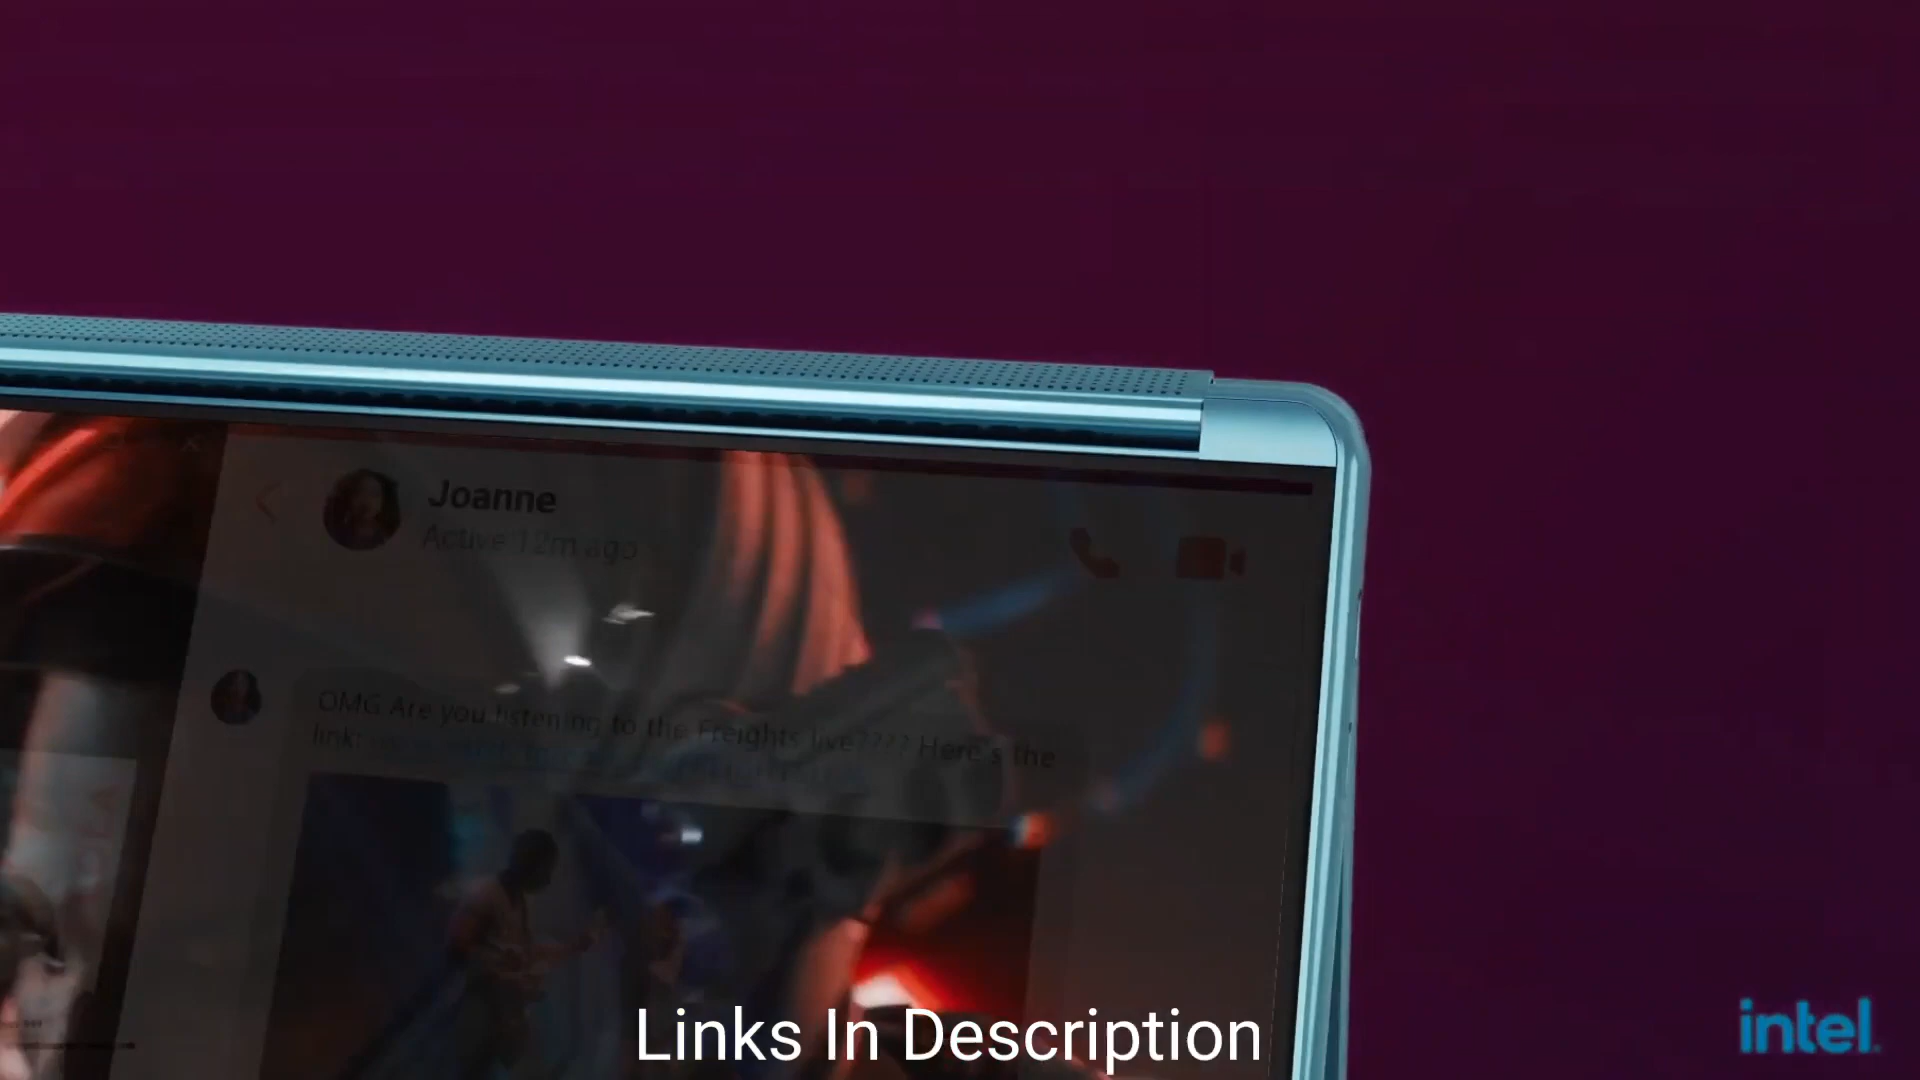 Joanne
Active 12m ago
OMG Are you listening to the Freights live???? Here's the
link:
Links In Description
intel.